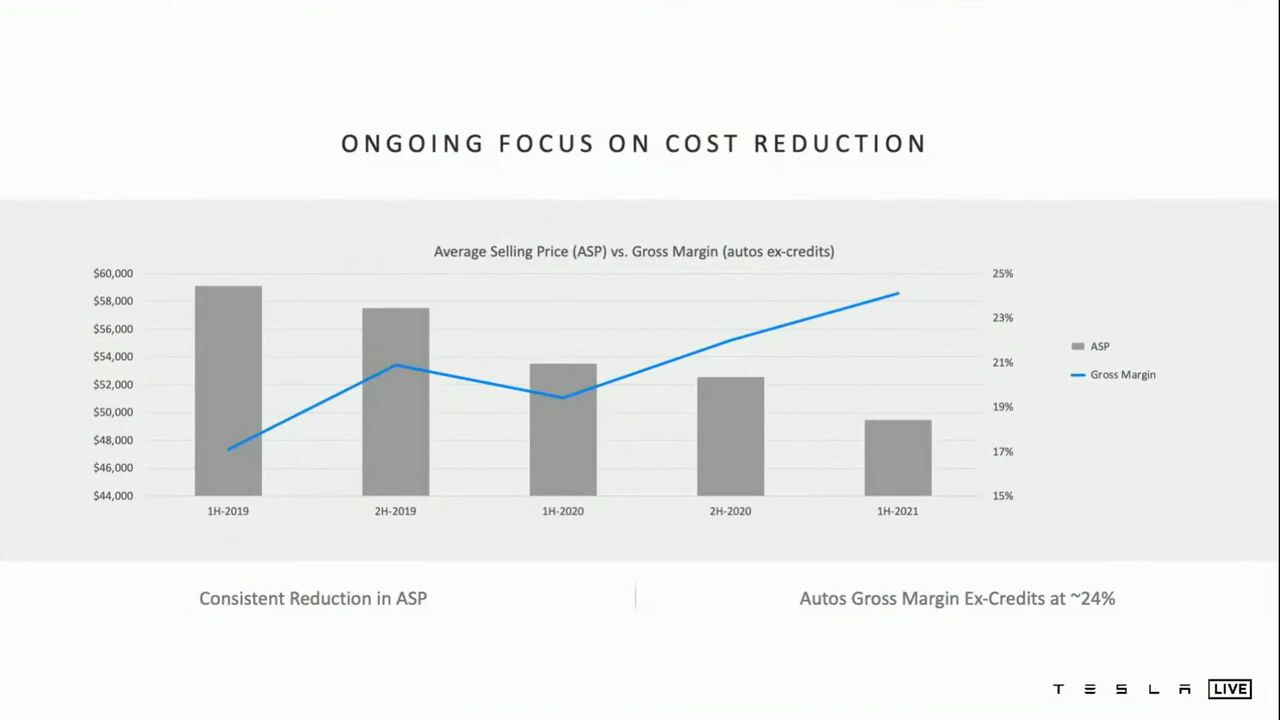 ONGOING FOCUS ON COST REDUCTION
Average Selling Price (ASP) vs. Gross Margin (autos ex-credits)
$60,000
$58,000
$56,000
$54,000
$52,000
$50,000
$48,000
$46,000
$44,000
25%
23%
21%
19%
17%
15%
1H-2019 2H-2019 1H-2020 2H-2020 1H-2021
ASP
Gross Margin
Consistent Reduction in ASP
Autos Gross Margin Ex-Credits at ~24%
TESLA LIVE